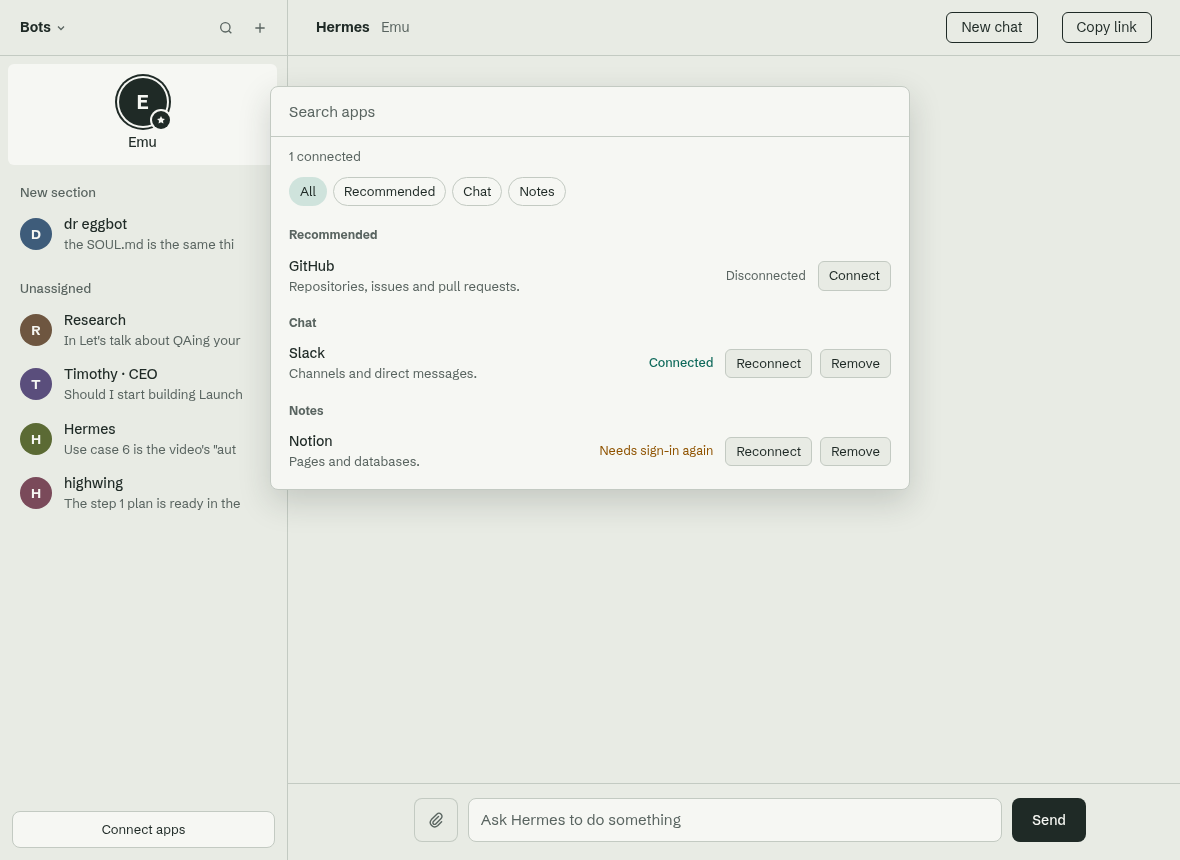 Bots
Hermes Emu
New chat
Copy link
E
Emu
New section
D
dr eggbot
the SOUL.md is the same thi
Unassigned
R
Research
In Let's talk about QAing your
T
Timothy · CEO
Should I start building Launch
H
Hermes
Use case 6 is the video's "aut
H
highwing
The step 1 plan is ready in the
Connect apps
Search apps
1 connected
All
Recommended
Chat
Notes
Recommended
GitHub
Repositories, issues and pull requests.
Disconnected
Connect
Chat
Slack
Channels and direct messages.
Connected
Reconnect
Remove
Notes
Notion
Pages and databases.
Needs sign-in again
Reconnect
Remove
Ask Hermes to do something
Send